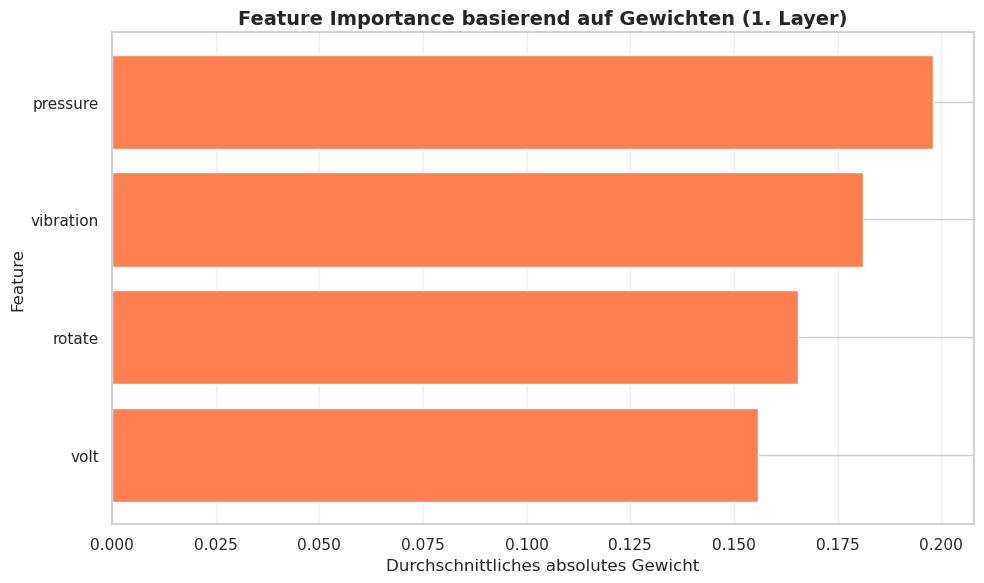 Feature Importance basierend auf Gewichten (1. Layer)
pressure
vibration
rotate
volt
Feature
0.000 0.025 0.050 0.075 0.100 0.125 0.150 0.175 0.200
Durchschnittliches absolutes Gewicht